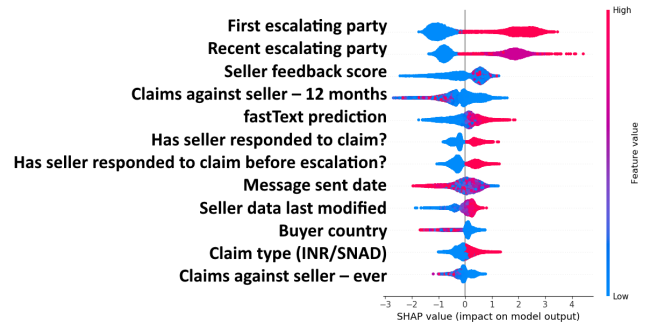 High
First escalating party
Recent escalating party
Seller feedback score
Claims against seller – 12 months
fastText prediction
Has seller responded to claim?
Has seller responded to claim before escalation?
Message sent date
Seller data last modified
Buyer country
Claim type (INR/SNAD)
Claims against seller – ever
Feature value
Low
−3 −2 −1 0 1 2 3 4
SHAP value (impact on model output)